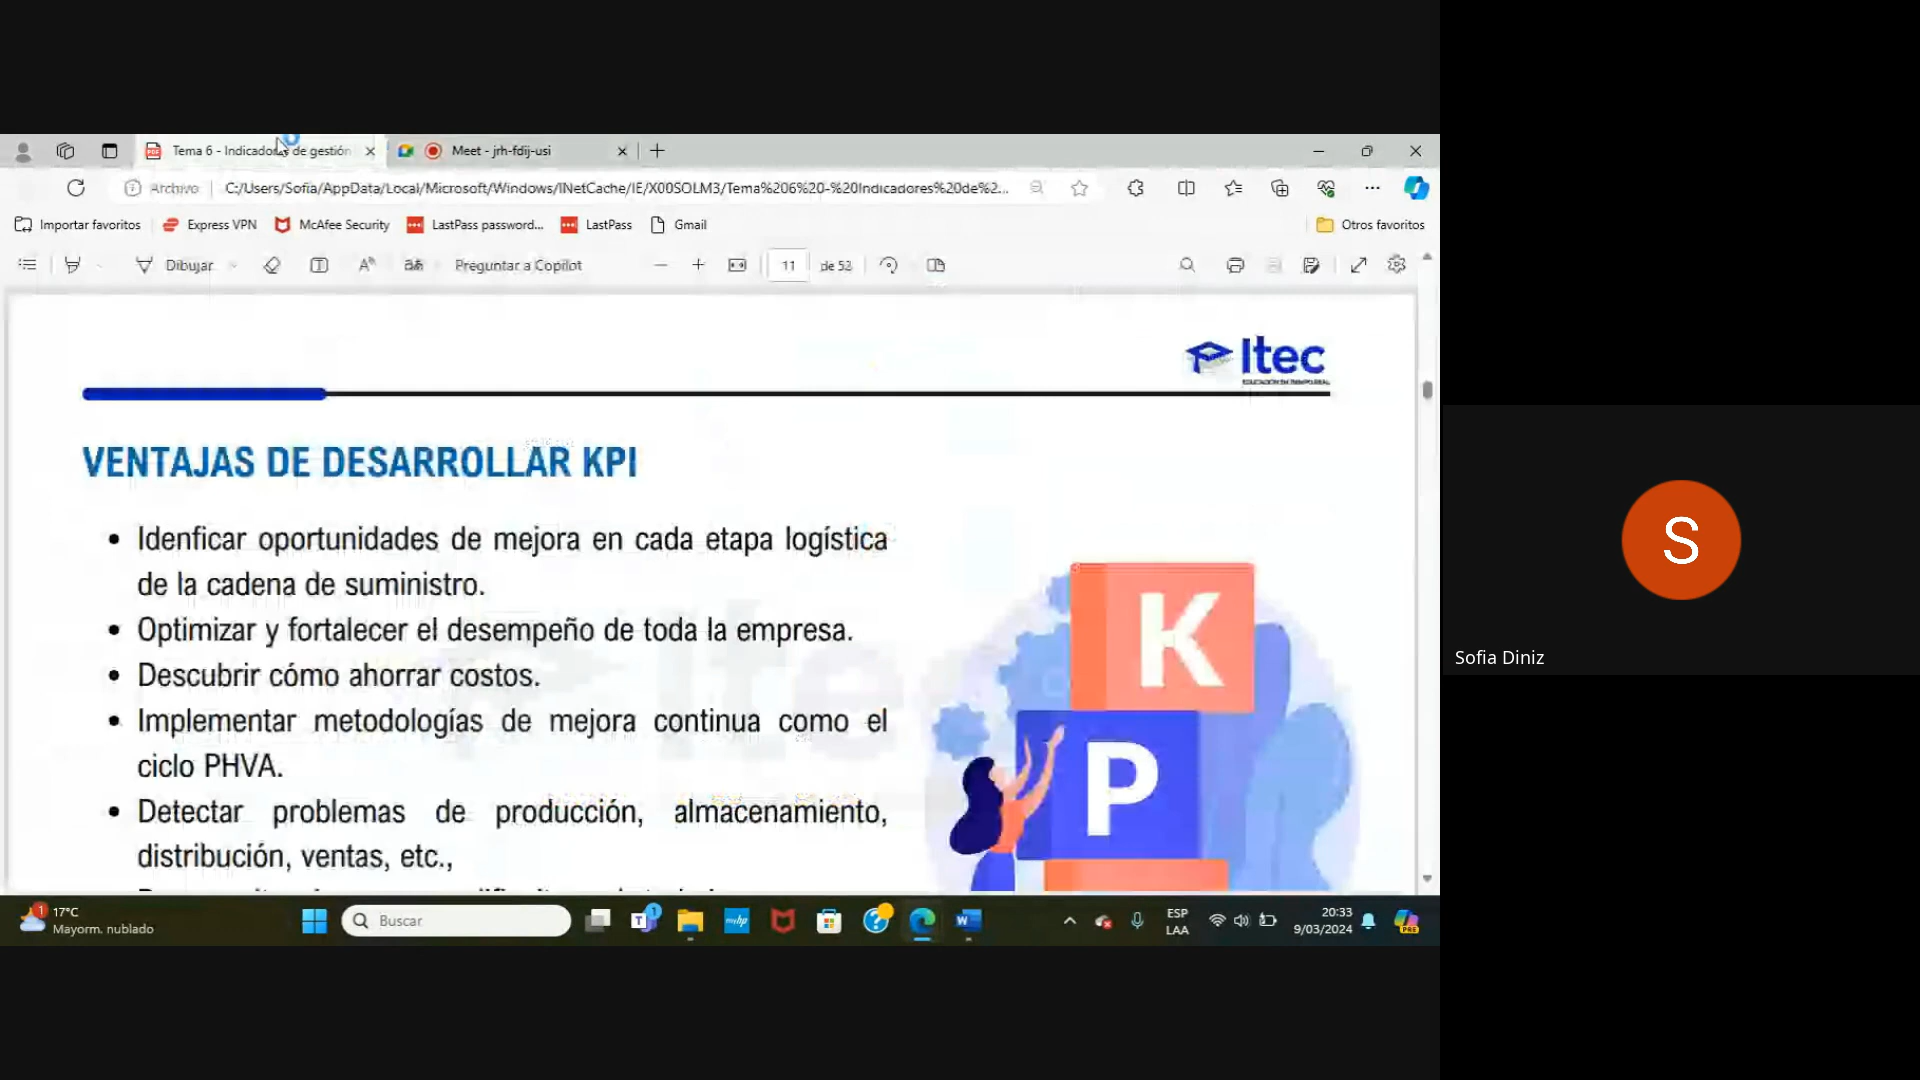 Tema 6 - Indicadores de gestión
Meet - jrh-fdij-usi
Archivo
C:/Users/Sofia/AppData/Local/Microsoft/Windows/INetCache/IE/X00SOLM3/Tema%206%20-%20Indicadores%20de%2...
Importar favoritos
Express VPN
McAfee Security
LastPass password...
LastPass
Gmail
Otros favoritos
Dibujar
Preguntar a Copilot
11 de 53
Itec
VENTAJAS DE DESARROLLAR KPI
• Idenficar oportunidades de mejora en cada etapa logística
de la cadena de suministro.
• Optimizar y fortalecer el desempeño de toda la empresa.
• Descubrir cómo ahorrar costos.
• Implementar metodologías de mejora continua como el
ciclo PHVA.
• Detectar problemas de producción, almacenamiento,
distribución, ventas, etc.,
K
P
S
Sofia Diniz
1
17°C
Mayorm. nublado
Buscar
ESP
LAA
20:33
9/03/2024